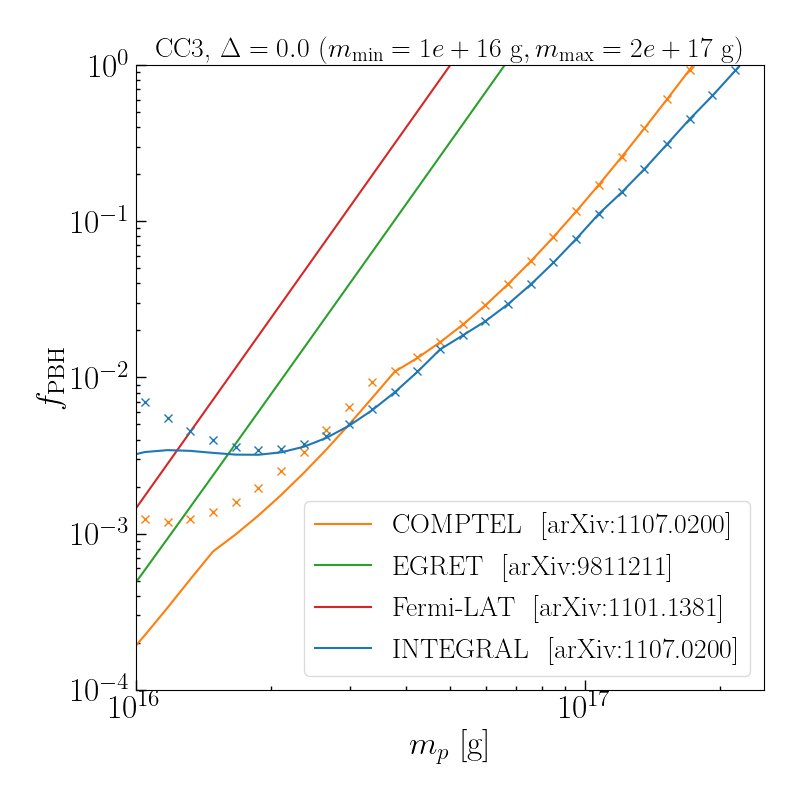 CC3, Δ = 0.0 (m_min = 1e + 16 g, m_max = 2e + 17 g)
10^0
10^−1
10^−2
10^−3
10^−4
f_PBH
COMPTEL [arXiv:1107.0200]
EGRET [arXiv:9811211]
Fermi-LAT [arXiv:1101.1381]
INTEGRAL [arXiv:1107.0200]
10^16
10^17
m_p [g]